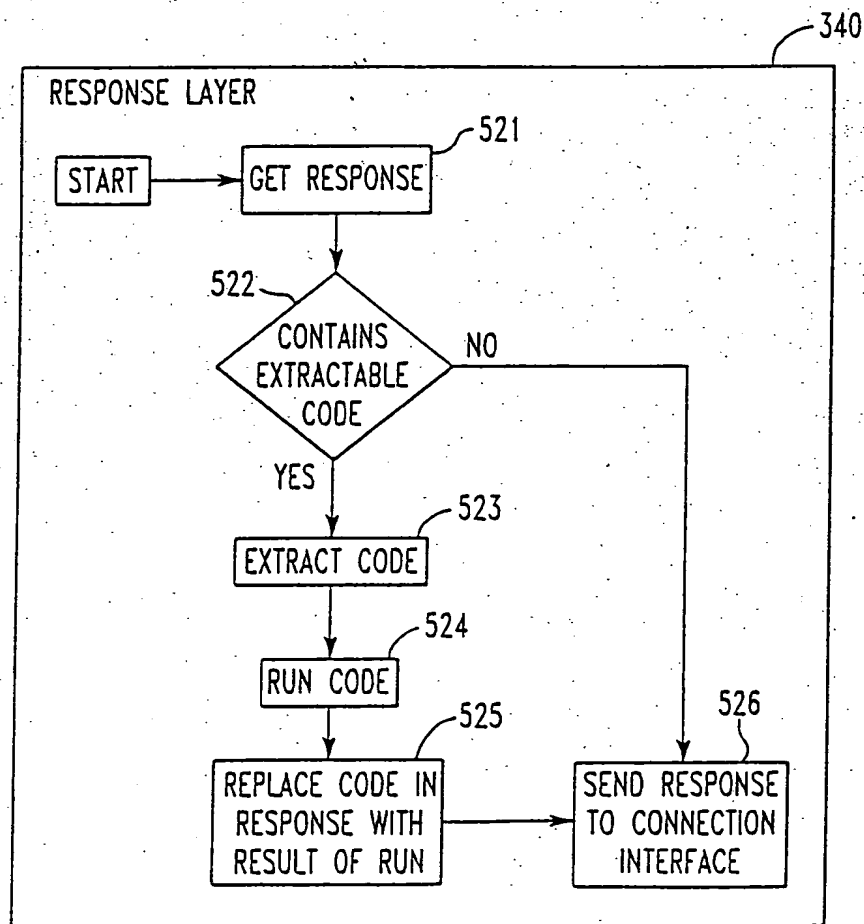 340
RESPONSE LAYER
521
START
GET RESPONSE
522
CONTAINS
EXTRACTABLE
CODE
NO
YES
523
EXTRACT CODE
524
RUN CODE
525
REPLACE CODE IN
RESPONSE WITH
RESULT OF RUN
526
SEND RESPONSE
TO CONNECTION
INTERFACE